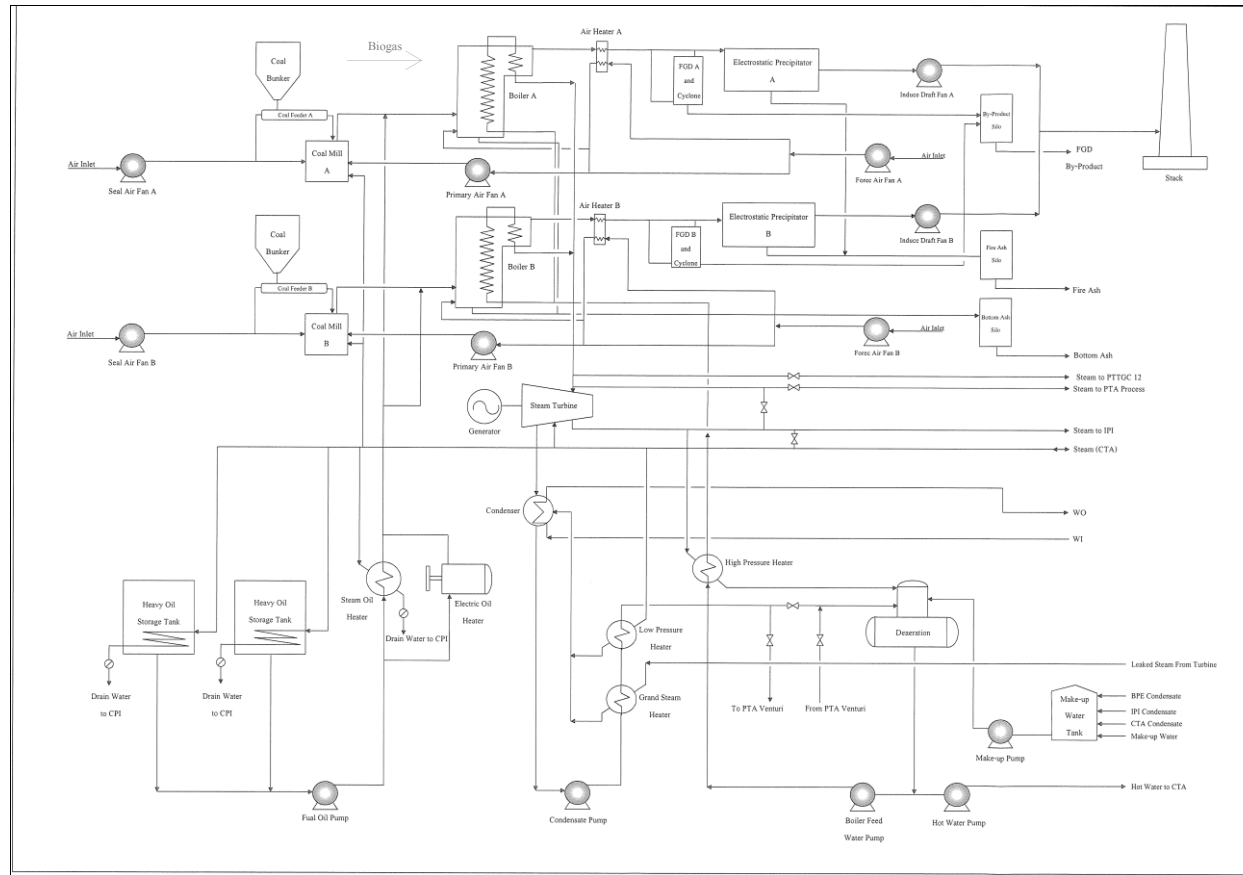 Biogas
Air Heater A
Coal
Bunker
Coal Feeder A
Boiler A
FGD A
and
Cyclone
Electrostatic Precipitator
A
Induce Draft Fan A
By-Product
Silo
FGD
By-Product
Stack
Air Inlet
Seal Air Fan A
Coal Mill
A
Primary Air Fan A
Air Inlet
Forec Air Fan A
Air Heater B
Coal
Bunker
Coal Feeder B
Boiler B
FGD B
and
Cyclone
Electrostatic Precipitator
B
Induce Draft Fan B
Fire Ash
Silo
Fire Ash
Air Inlet
Seal Air Fan B
Coal Mill
B
Primary Air Fan B
Air Inlet
Forec Air Fan B
Bottom Ash
Silo
Bottom Ash
Steam to PTTGC 12
Steam to PTA Process
Steam Turbine
Generator
Steam to IPI
Steam (CTA)
Condenser
WO
WI
High Pressure Heater
Heavy Oil
Storage Tank
Heavy Oil
Storage Tank
Steam Oil
Heater
Electric Oil
Heater
Drain Water to CPI
Low Pressure
Heater
Deaeration
Leaked Steam From Turbine
Drain Water
to CPI
Drain Water
to CPI
Grand Steam
Heater
To PTA Venturi
From PTA Venturi
Make-up
Water
Tank
BPE Condensate
IPI Condensate
CTA Condensate
Make-up Water
Make-up Pump
Fual Oil Pump
Condensate Pump
Boiler Feed
Water Pump
Hot Water Pump
Hot Water to CTA